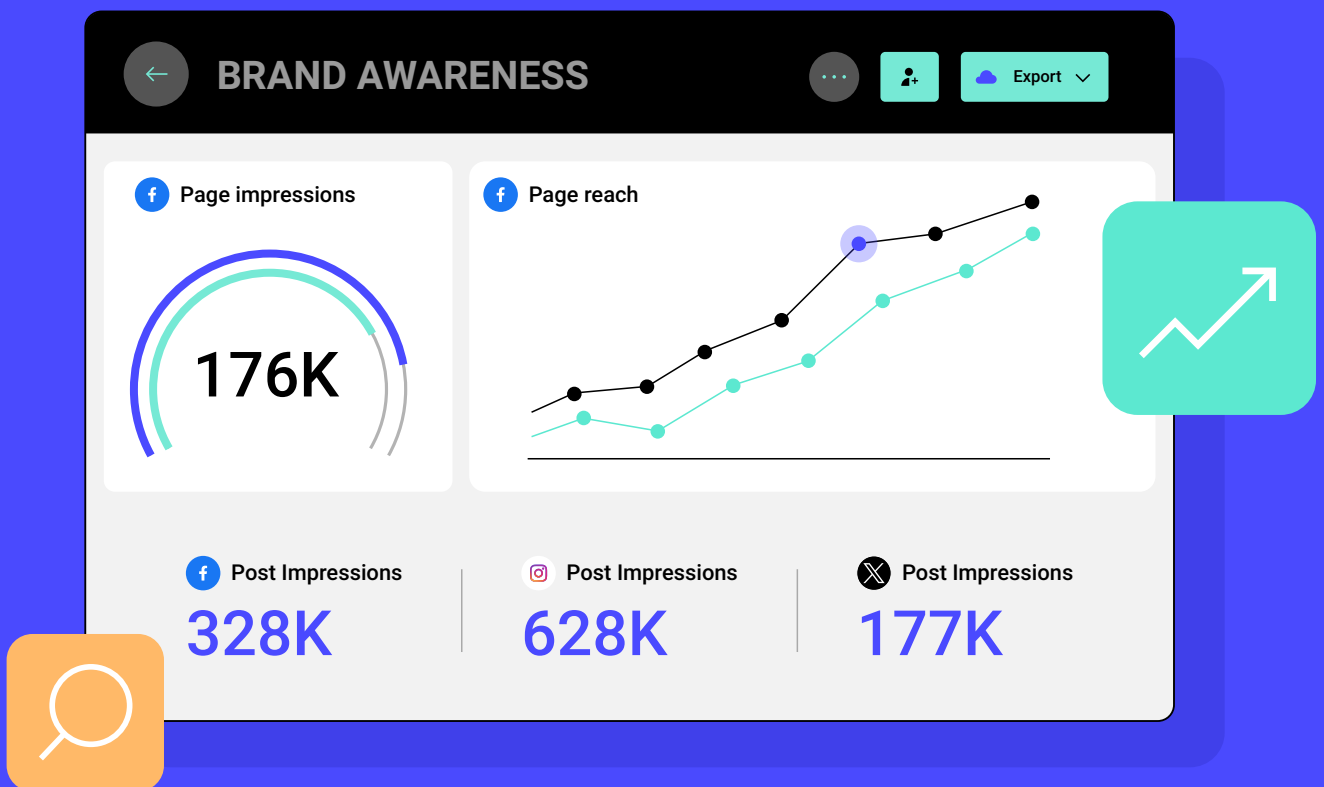 BRAND AWARENESS
Export
Page impressions
Page reach
176K
Post Impressions
Post Impressions
Post Impressions
328K
628K
177K